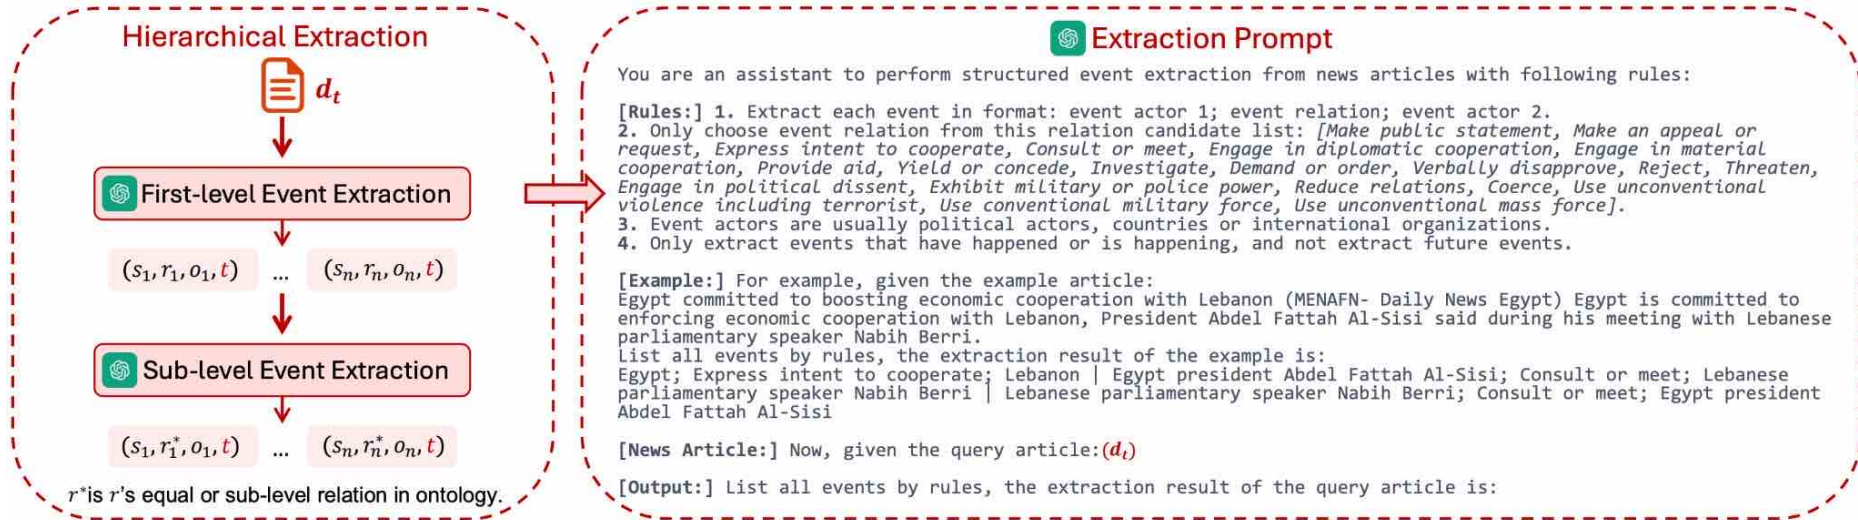 Hierarchical Extraction
d_t
First-level Event Extraction
(s_1, r_1, o_1, t) ... (s_n, r_n, o_n, t)
Sub-level Event Extraction
(s_1, r_1^*, o_1, t) ... (s_n, r_n^*, o_n, t)
r* is r's equal or sub-level relation in ontology.
Extraction Prompt
You are an assistant to perform structured event extraction from news articles with following rules:
[Rules:] 1. Extract each event in format: event actor 1; event relation; event actor 2.
2. Only choose event relation from this relation candidate list: [Make public statement, Make an appeal or
request, Express intent to cooperate, Consult or meet, Engage in diplomatic cooperation, Engage in material
cooperation, Provide aid, Yield or concede, Investigate, Demand or order, Verbally disapprove, Reject, Threaten,
Engage in political dissent, Exhibit military or police power, Reduce relations, Coerce, Use unconventional
violence including terrorist, Use conventional military force, Use unconventional mass force].
3. Event actors are usually political actors, countries or international organizations.
4. Only extract events that have happened or is happening, and not extract future events.
[Example:] For example, given the example article:
Egypt committed to boosting economic cooperation with Lebanon (MENAFN- Daily News Egypt) Egypt is committed to
enforcing economic cooperation with Lebanon, President Abdel Fattah Al-Sisi said during his meeting with Lebanese
parliamentary speaker Nabih Berri.
List all events by rules, the extraction result of the example is:
Egypt; Express intent to cooperate; Lebanon | Egypt president Abdel Fattah Al-Sisi; Consult or meet; Lebanese
parliamentary speaker Nabih Berri | Lebanese parliamentary speaker Nabih Berri; Consult or meet; Egypt president
Abdel Fattah Al-Sisi
[News Article:] Now, given the query article:(d_t)
[Output:] List all events by rules, the extraction result of the query article is: